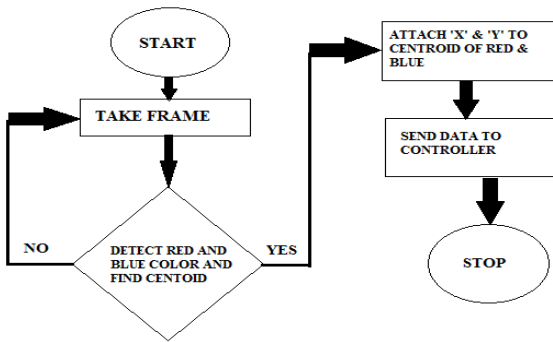 START
TAKE FRAME
DETECT RED AND
BLUE COLOR AND
FIND CENTOID
NO
YES
ATTACH 'X' & 'Y' TO
CENTROID OF RED &
BLUE
SEND DATA TO
CONTROLLER
STOP